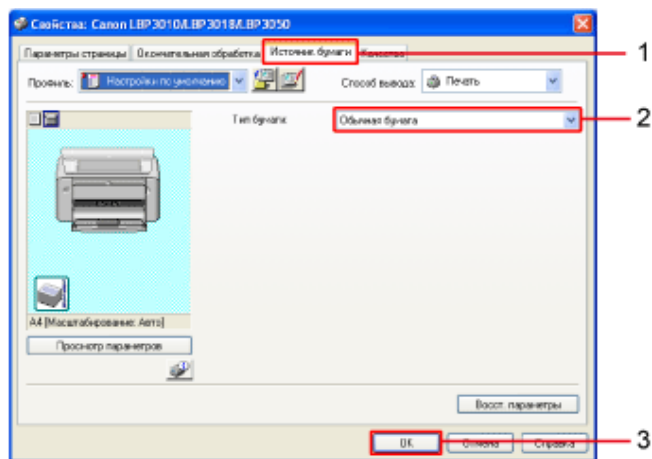 Свойства: Canon LBP3010/LBP3018/LBP3050
Параметры страницы Окончательная обработка Источник бумаги Качество
1
Профиль: Настройки по умолчанию Способ вывода: Печать
Тип бумаги: Обычная бумага
2
A4 [Масштабирование: Авто]
Просмотр параметров
Восст. параметры
OK Отмена Справка
3